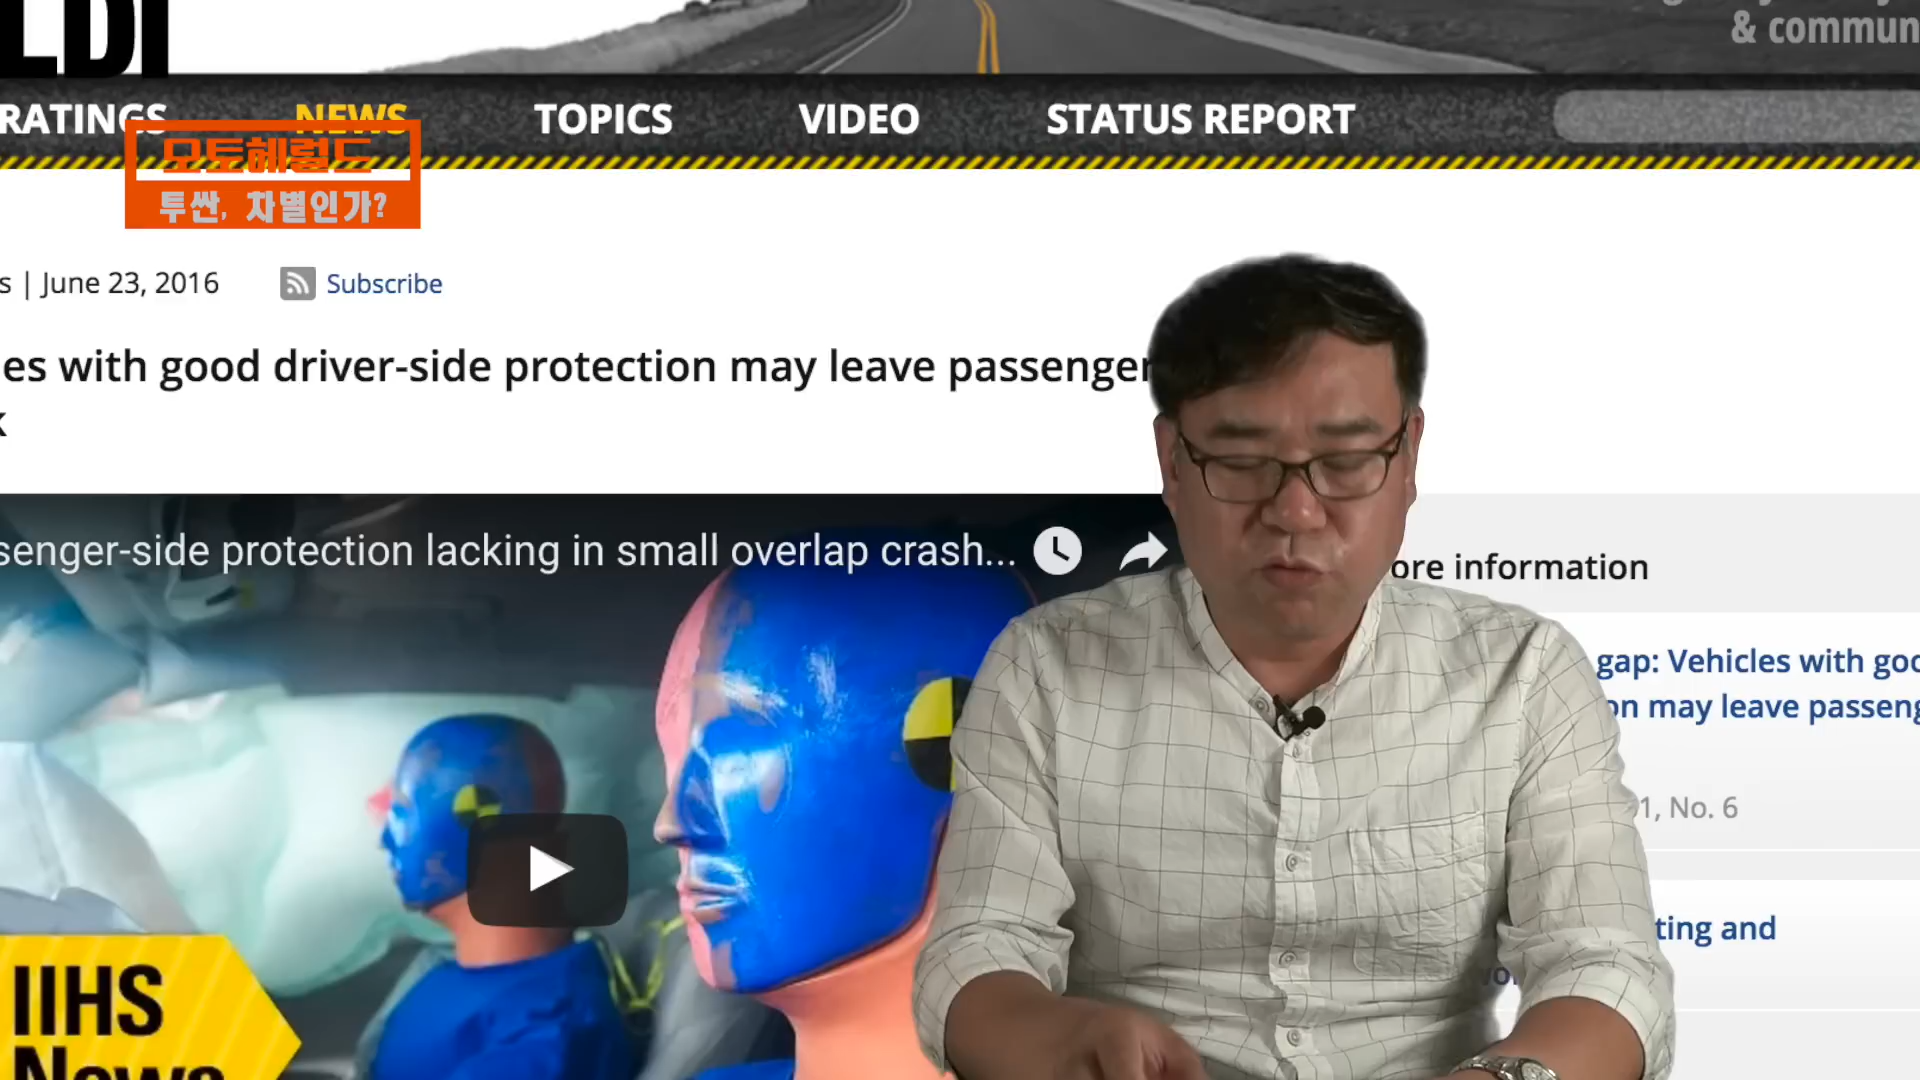 LDI
& commun
RATINGS NEWS TOPICS VIDEO STATUS REPORT
모토헤럴드
투싼, 차별인가?
s | June 23, 2016 Subscribe
es with good driver-side protection may leave passenger
k
senger-side protection lacking in small overlap crash...
ore information
gap: Vehicles with goo
on may leave passeng
1, No. 6
ting and
IIHS
News